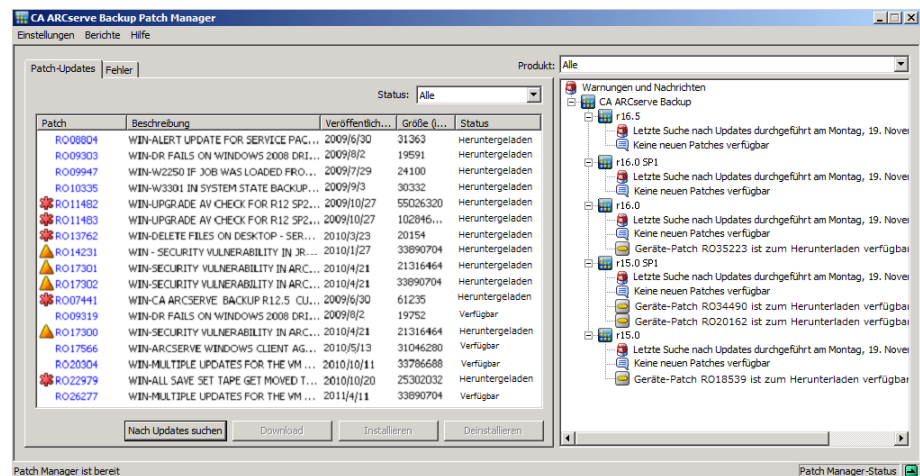 CA ARCserve Backup Patch Manager
Einstellungen Berichte Hilfe
Patch-Updates Fehler
Produkt: Alle
Status: Alle
Patch Beschreibung Veröffentlich... Größe (i... Status
RO08804 WIN-ALERT UPDATE FOR SERVICE PAC... 2009/6/30 31363 Heruntergeladen
RO09303 WIN-DR FAILS ON WINDOWS 2008 DRI... 2009/8/2 19591 Heruntergeladen
RO09947 WIN-W2250 IF JOB WAS LOADED FRO... 2009/7/29 24100 Heruntergeladen
RO10335 WIN-W3301 IN SYSTEM STATE BACKUP... 2009/9/3 30332 Heruntergeladen
RO11482 WIN-UPGRADE AV CHECK FOR R12 SP2... 2009/10/27 55026320 Heruntergeladen
RO11483 WIN-UPGRADE AV CHECK FOR R12 SP2... 2009/10/27 102846... Heruntergeladen
RO13762 WIN-DELETE FILES ON DESKTOP - SER... 2010/3/23 20154 Heruntergeladen
RO14231 WIN - SECURITY VULNERABILITY IN JR... 2010/1/27 33890704 Heruntergeladen
RO17301 WIN-SECURITY VULNERABILITY IN ARC... 2010/4/21 21316464 Heruntergeladen
RO17302 WIN-SECURITY VULNERABILITY IN ARC... 2010/4/21 33890704 Heruntergeladen
RO07441 WIN-CA ARCSERVE BACKUP R12.5 CU... 2009/6/30 61235 Heruntergeladen
RO09319 WIN-DR FAILS ON WINDOWS 2008 DRI... 2009/8/2 19752 Verfügbar
RO17300 WIN-SECURITY VULNERABILITY IN ARC... 2010/4/21 21316464 Heruntergeladen
RO17566 WIN-ARCSERVE WINDOWS CLIENT AG... 2010/5/13 31046280 Verfügbar
RO20304 WIN-MULTIPLE UPDATES FOR THE VM ... 2010/10/11 33786688 Verfügbar
RO22979 WIN-ALL SAVE SET TAPE GET MOVED T... 2010/10/20 25302032 Heruntergeladen
RO26277 WIN-MULTIPLE UPDATES FOR THE VM ... 2011/4/11 33890704 Verfügbar
Nach Updates suchen Download Installieren Deinstallieren
Warnungen und Nachrichten
CA ARCserve Backup
r16.5
Letzte Suche nach Updates durchgeführt am Montag, 19. Nove
Keine neuen Patches verfügbar
r16.0 SP1
Letzte Suche nach Updates durchgeführt am Montag, 19. Nove
Keine neuen Patches verfügbar
r16.0
Letzte Suche nach Updates durchgeführt am Montag, 19. Nove
Keine neuen Patches verfügbar
Geräte-Patch RO35223 ist zum Herunterladen verfügbar
r15.0 SP1
Letzte Suche nach Updates durchgeführt am Montag, 19. Nove
Keine neuen Patches verfügbar
Geräte-Patch RO34490 ist zum Herunterladen verfügbar
Geräte-Patch RO20162 ist zum Herunterladen verfügbar
r15.0
Letzte Suche nach Updates durchgeführt am Montag, 19. Nove
Keine neuen Patches verfügbar
Geräte-Patch RO18539 ist zum Herunterladen verfügbar
Patch Manager ist bereit
Patch Manager-Status